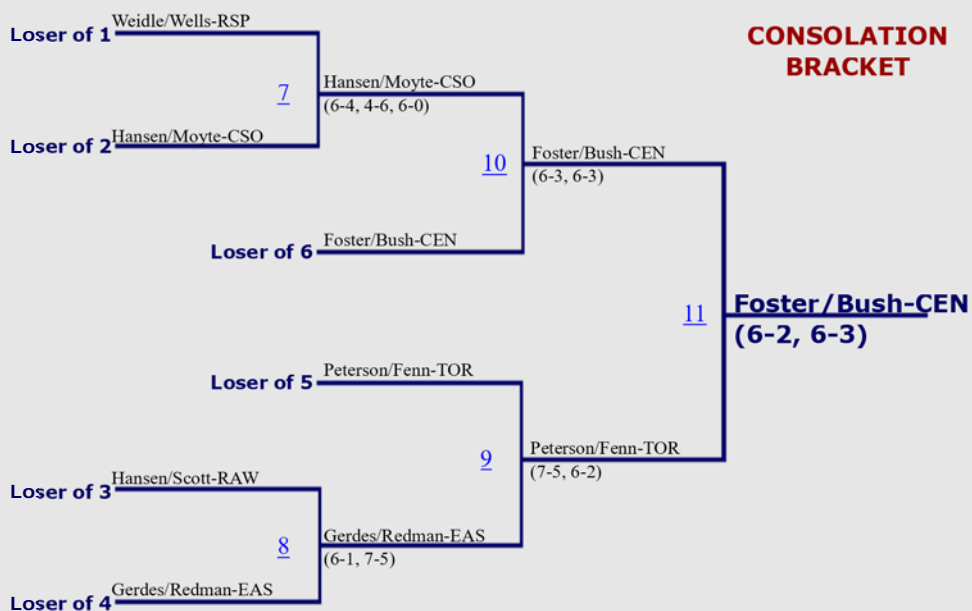 Weidle/Wells-RSP
Loser of 1
CONSOLATION
BRACKET
7
Hansen/Moyte-CSO
(6-4, 4-6, 6-0)
Hansen/Moyte-CSO
Loser of 2
10
Foster/Bush-CEN
(6-3, 6-3)
Foster/Bush-CEN
Loser of 6
11
Foster/Bush-CEN
(6-2, 6-3)
Peterson/Fenn-TOR
Loser of 5
9
Peterson/Fenn-TOR
(7-5, 6-2)
Hansen/Scott-RAW
Loser of 3
8
Gerdes/Redman-EAS
(6-1, 7-5)
Gerdes/Redman-EAS
Loser of 4